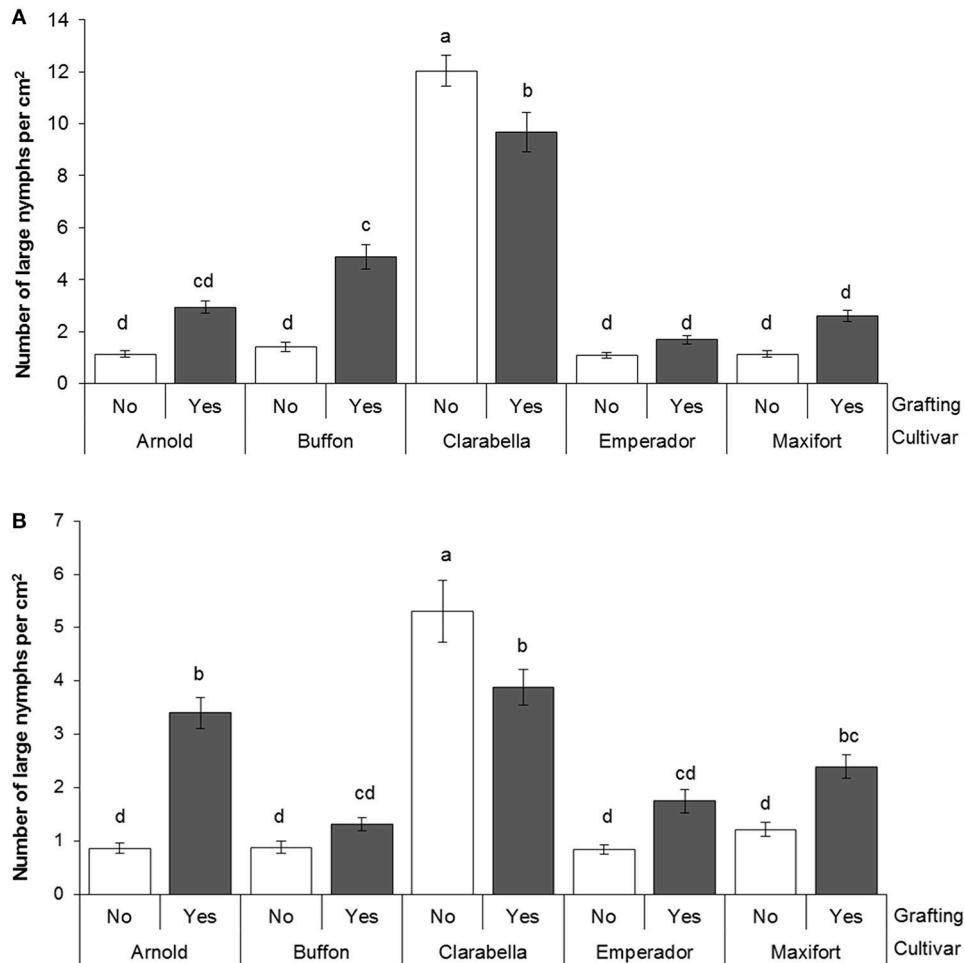 A
14
a
12
b
10
8
6
c
4
cd
d
d
d
d
d
d
2
0
Number of large nymphs per cm²
No Yes No Yes No Yes No Yes No Yes Grafting
Arnold Buffon Clarabella Emperador Maxifort Cultivar
B
7
a
6
5
b
b
4
3
bc
cd
cd
2
d
d
d
d
1
0
Number of large nymphs per cm²
No Yes No Yes No Yes No Yes No Yes Grafting
Arnold Buffon Clarabella Emperador Maxifort Cultivar